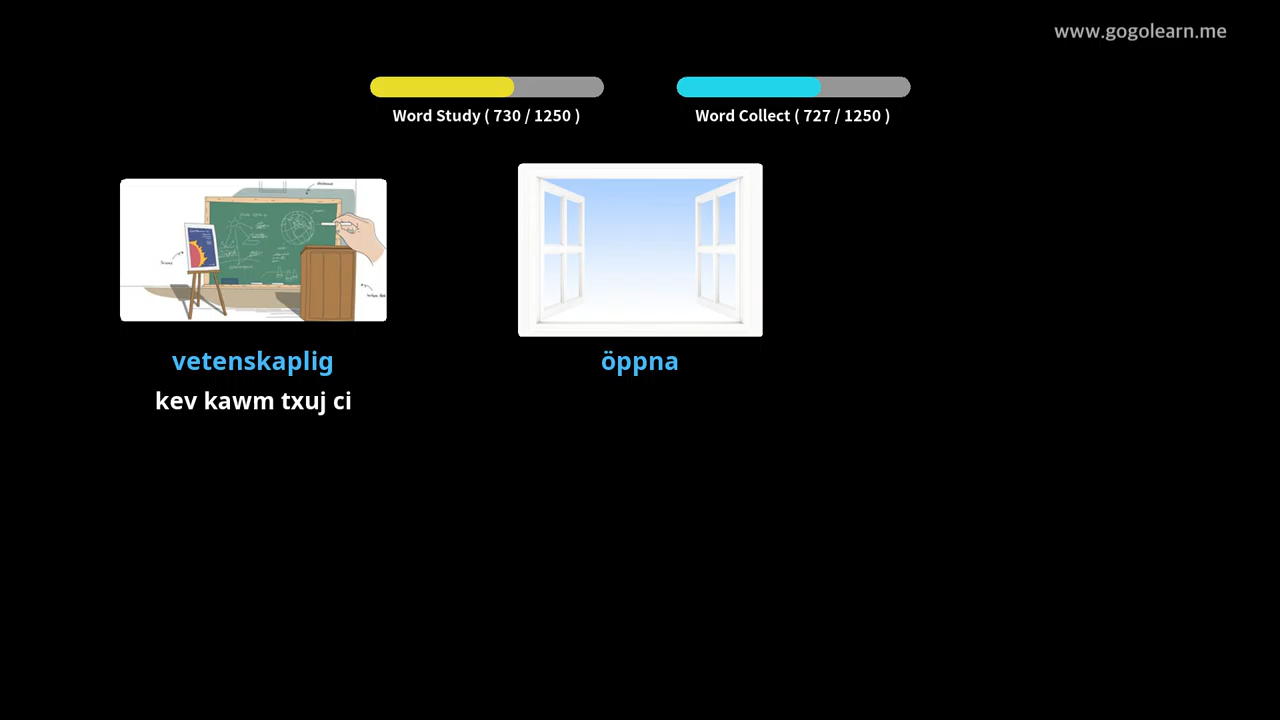 www.gogolearn.me
Word Study ( 730 / 1250 )
Word Collect ( 727 / 1250 )
vetenskaplig
öppna
kev kawm txuj ci